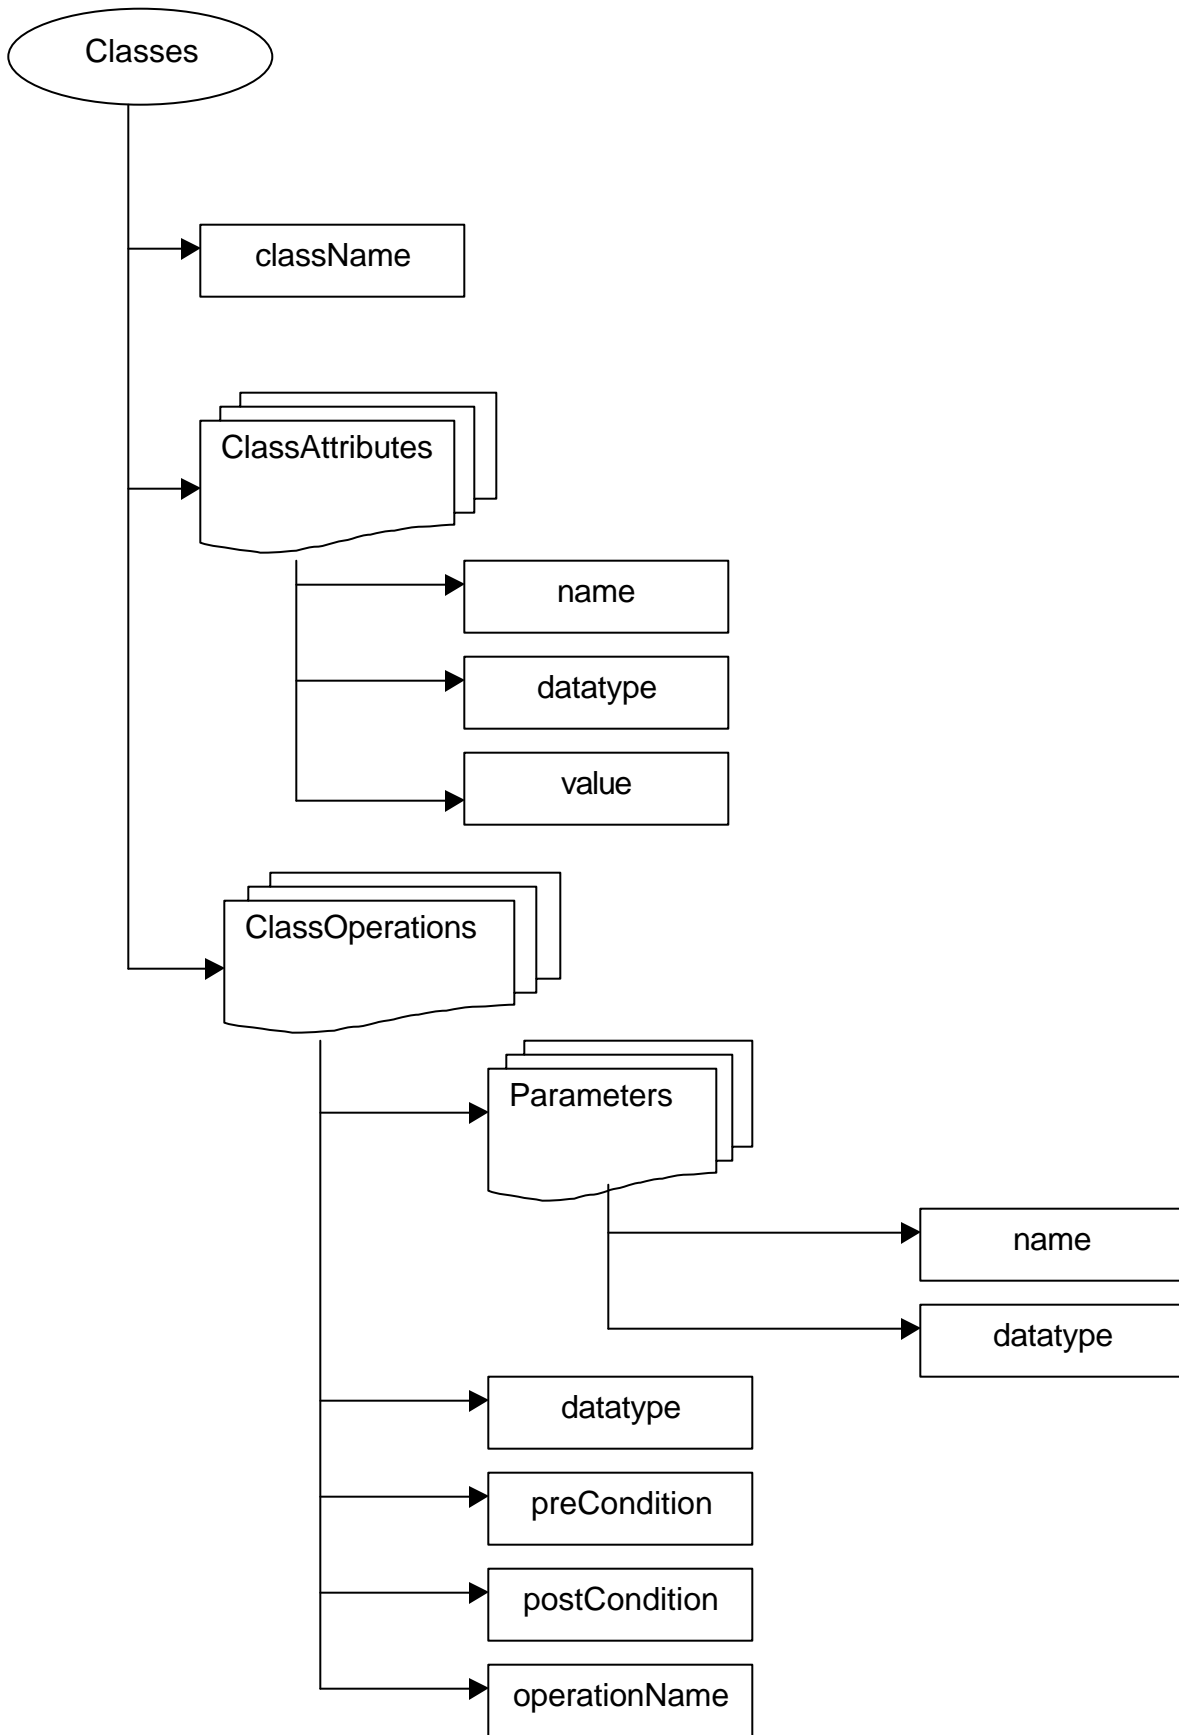 Classes
className
ClassAttributes
name
datatype
value
ClassOperations
Parameters
name
datatype
datatype
preCondition
postCondition
operationName